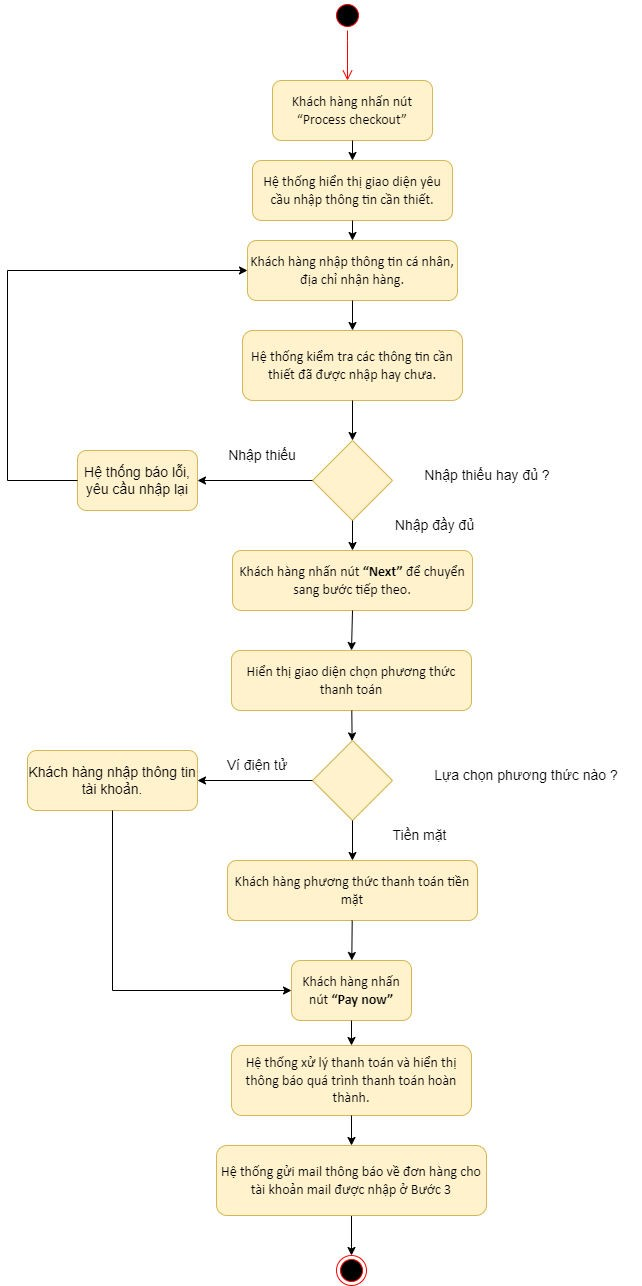 Khách hàng nhấn nút
“Process checkout”
Hệ thống hiển thị giao diện yêu
cầu nhập thông tin cần thiết.
Khách hàng nhập thông tin cá nhân,
địa chỉ nhận hàng.
Hệ thống kiểm tra các thông tin cần
thiết đã được nhập hay chưa.
Nhập thiếu
Hệ thống báo lỗi,
yêu cầu nhập lại
Nhập thiếu hay đủ ?
Nhập đầy đủ
Khách hàng nhấn nút “Next” để chuyển
sang bước tiếp theo.
Hiển thị giao diện chọn phương thức
thanh toán
Ví điện tử
Khách hàng nhập thông tin
tài khoản.
Lựa chọn phương thức nào ?
Tiền mặt
Khách hàng phương thức thanh toán tiền
mặt
Khách hàng nhấn
nút “Pay now”
Hệ thống xử lý thanh toán và hiển thị
thông báo quá trình thanh toán hoàn
thành.
Hệ thống gửi mail thông báo về đơn hàng cho
tài khoản mail được nhập ở Bước 3